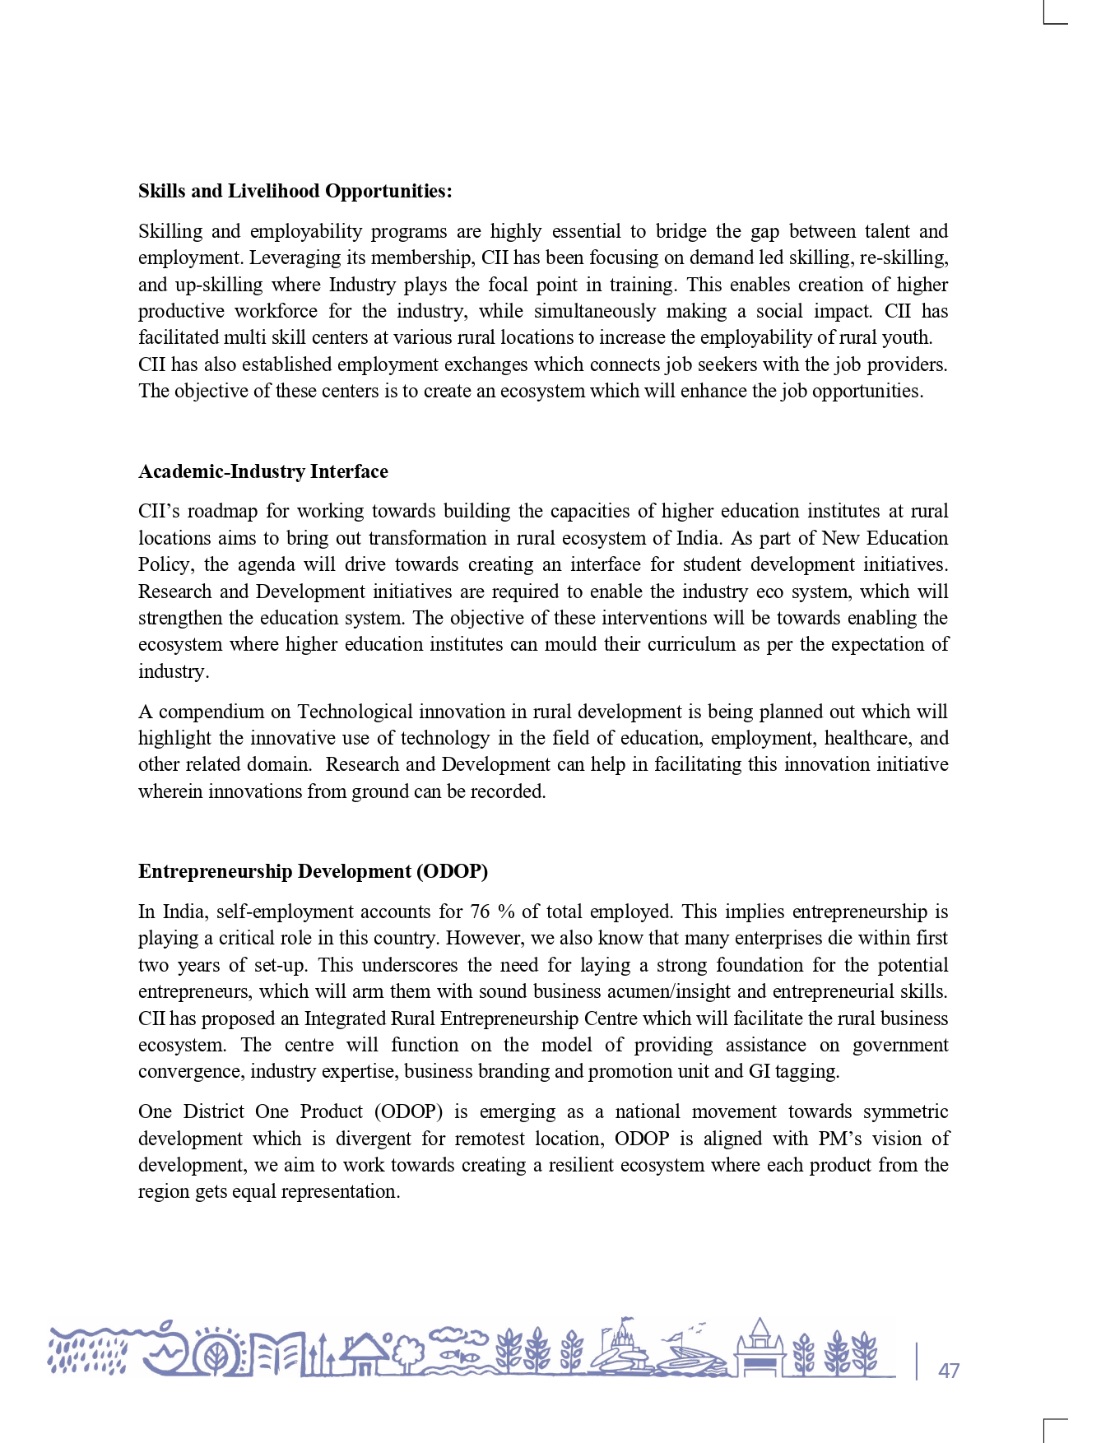 Skills and Livelihood Opportunities:
Skilling and employability programs are highly essential to bridge the gap between talent and
employment. Leveraging its membership, CII has been focusing on demand led skilling, re-skilling,
and up-skilling where Industry plays the focal point in training. This enables creation of higher
productive workforce for the industry, while simultaneously making a social impact. CII has
facilitated multi skill centers at various rural locations to increase the employability of rural youth.
CII has also established employment exchanges which connects job seekers with the job providers.
The objective of these centers is to create an ecosystem which will enhance the job opportunities.
Academic-Industry Interface
CII’s roadmap for working towards building the capacities of higher education institutes at rural
locations aims to bring out transformation in rural ecosystem of India. As part of New Education
Policy, the agenda will drive towards creating an interface for student development initiatives.
Research and Development initiatives are required to enable the industry eco system, which will
strengthen the education system. The objective of these interventions will be towards enabling the
ecosystem where higher education institutes can mould their curriculum as per the expectation of
industry.
A compendium on Technological innovation in rural development is being planned out which will
highlight the innovative use of technology in the field of education, employment, healthcare, and
other related domain.  Research and Development can help in facilitating this innovation initiative
wherein innovations from ground can be recorded.
Entrepreneurship Development (ODOP)
In India, self-employment accounts for 76 % of total employed. This implies entrepreneurship is
playing a critical role in this country. However, we also know that many enterprises die within first
two years of set-up. This underscores the need for laying a strong foundation for the potential
entrepreneurs, which will arm them with sound business acumen/insight and entrepreneurial skills.
CII has proposed an Integrated Rural Entrepreneurship Centre which will facilitate the rural business
ecosystem. The centre will function on the model of providing assistance on government
convergence, industry expertise, business branding and promotion unit and GI tagging.
One District One Product (ODOP) is emerging as a national movement towards symmetric
development which is divergent for remotest location, ODOP is aligned with PM’s vision of
development, we aim to work towards creating a resilient ecosystem where each product from the
region gets equal representation.
47